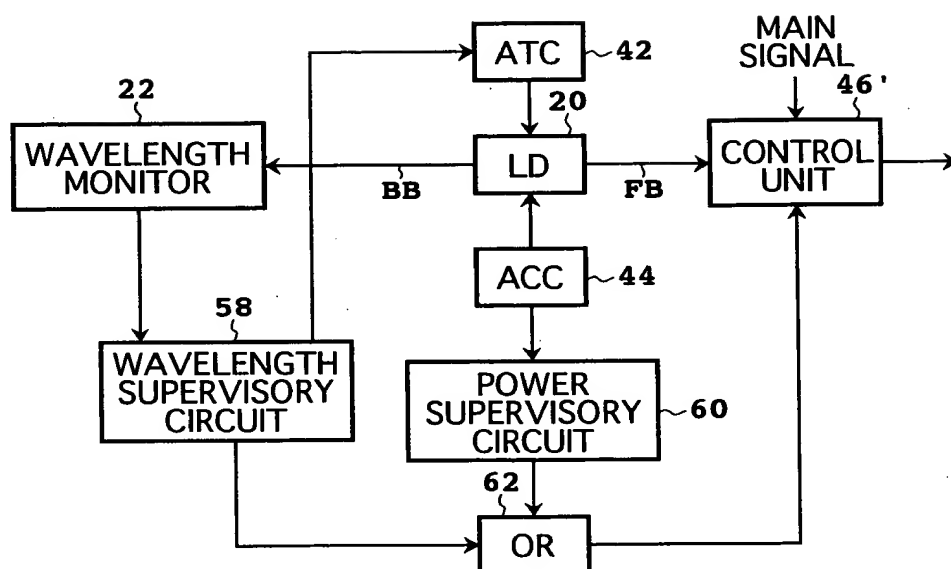 ATC
42
MAIN
SIGNAL
22
20
46'
WAVELENGTH
MONITOR
BB
LD
FB
CONTROL
UNIT
ACC
44
58
WAVELENGTH
SUPERVISORY
CIRCUIT
POWER
SUPERVISORY
CIRCUIT
60
62
OR